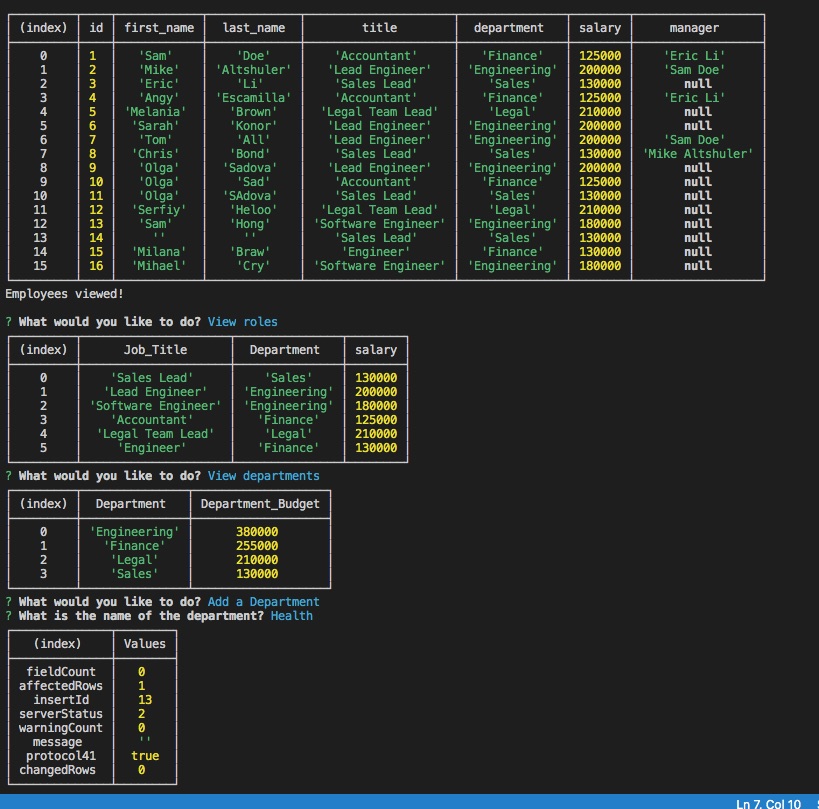 (index) id first_name last_name title department salary manager
0 1 'Sam' 'Doe' 'Accountant' 'Finance' 125000 'Eric Li'
1 2 'Mike' 'Altshuler' 'Lead Engineer' 'Engineering' 200000 'Sam Doe'
2 3 'Eric' 'Li' 'Sales Lead' 'Sales' 130000 null
3 4 'Angy' 'Escamilla' 'Accountant' 'Finance' 125000 'Eric Li'
4 5 'Melania' 'Brown' 'Legal Team Lead' 'Legal' 210000 null
5 6 'Sarah' 'Konor' 'Lead Engineer' 'Engineering' 200000 null
6 7 'Tom' 'All' 'Lead Engineer' 'Engineering' 200000 'Sam Doe'
7 8 'Chris' 'Bond' 'Sales Lead' 'Sales' 130000 'Mike Altshuler'
8 9 'Olga' 'Sadova' 'Lead Engineer' 'Engineering' 200000 null
9 10 'Olga' 'Sad' 'Accountant' 'Finance' 125000 null
10 11 'Olga' 'SAdova' 'Sales Lead' 'Sales' 130000 null
11 12 'Serfiy' 'Heloo' 'Legal Team Lead' 'Legal' 210000 null
12 13 'Sam' 'Hong' 'Software Engineer' 'Engineering' 180000 null
13 14 '' '' 'Sales Lead' 'Sales' 130000 null
14 15 'Milana' 'Braw' 'Engineer' 'Finance' 130000 null
15 16 'Mihael' 'Cry' 'Software Engineer' 'Engineering' 180000 null
Employees viewed!
? What would you like to do? View roles
(index) Job_Title Department salary
0 'Sales Lead' 'Sales' 130000
1 'Lead Engineer' 'Engineering' 200000
2 'Software Engineer' 'Engineering' 180000
3 'Accountant' 'Finance' 125000
4 'Legal Team Lead' 'Legal' 210000
5 'Engineer' 'Finance' 130000
? What would you like to do? View departments
(index) Department Department_Budget
0 'Engineering' 380000
1 'Finance' 255000
2 'Legal' 210000
3 'Sales' 130000
? What would you like to do? Add a Department
? What is the name of the department? Health
(index) Values
fieldCount 0
affectedRows 1
insertId 13
serverStatus 2
warningCount 0
message ''
protocol41 true
changedRows 0
Ln 7, Col 10